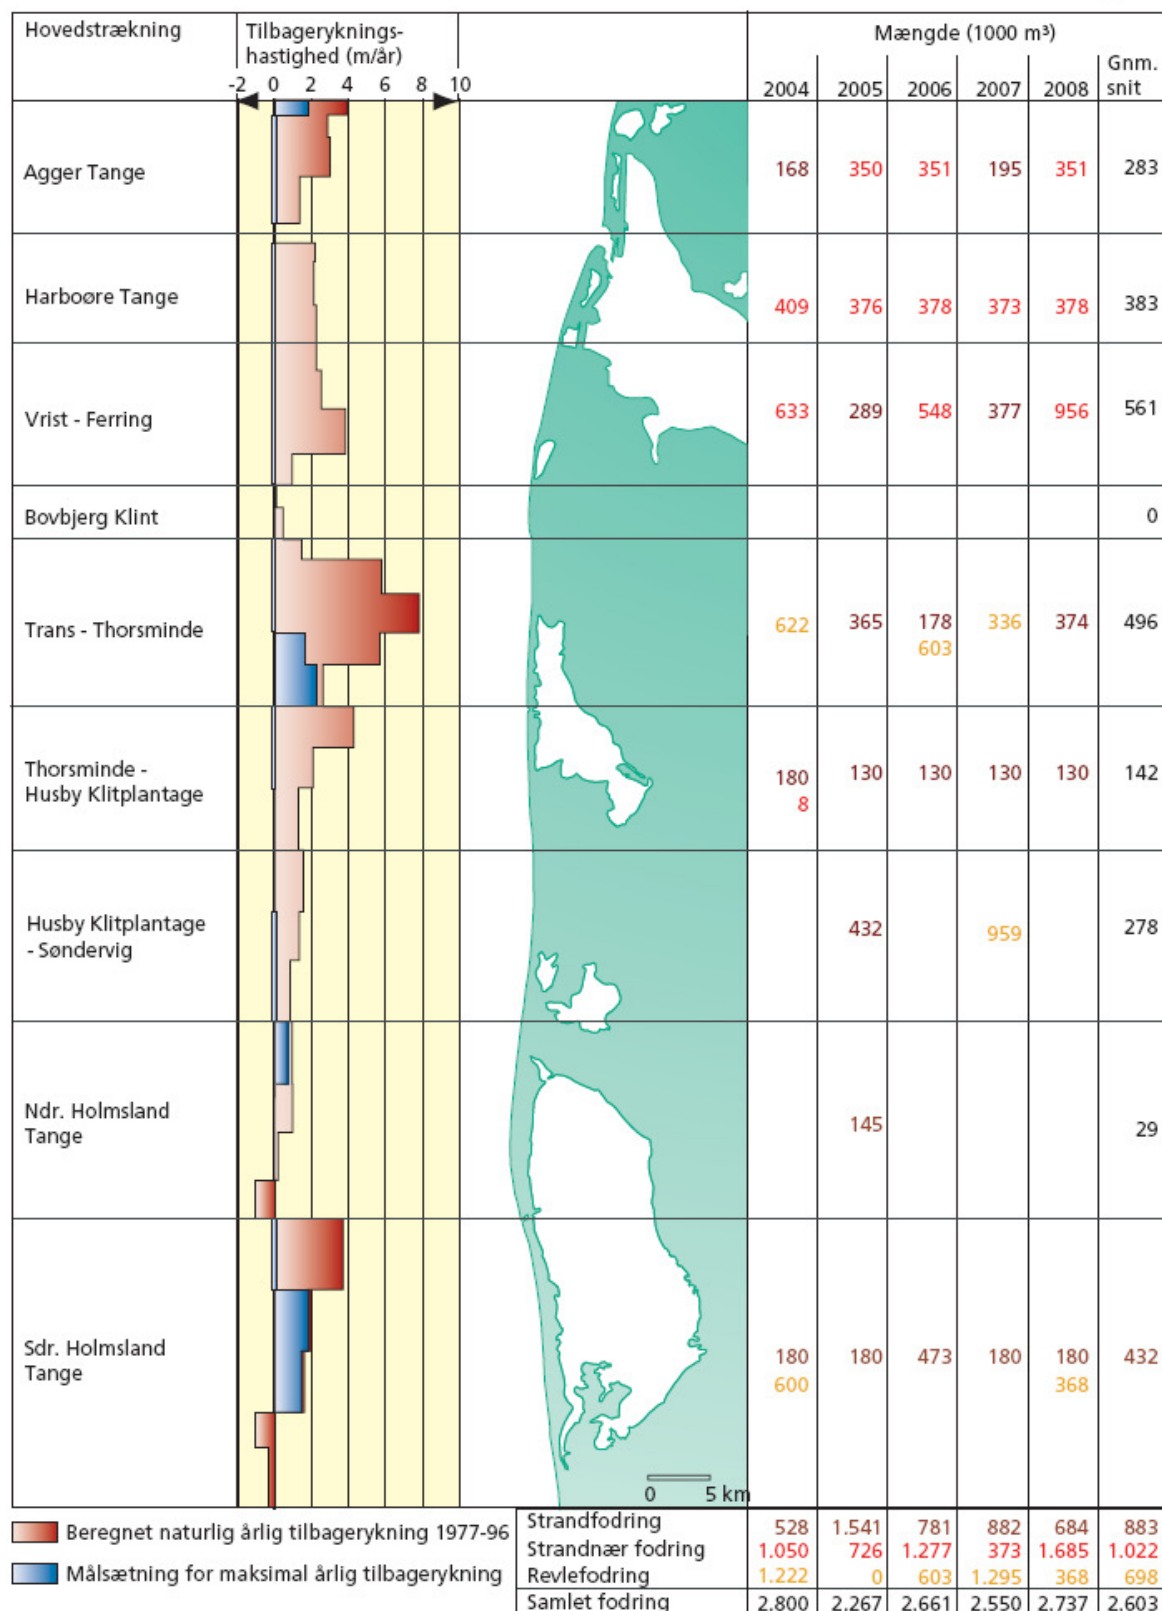 Hovedstrækning
Tilbageryknings-
hastighed (m/år)
-2 0 2 4 6 8 10
Mængde (1000 m³)
2004 2005 2006 2007 2008 Gnm. snit
Agger Tange 168 350 351 195 351 283
Harboøre Tange 409 376 378 373 378 383
Vrist - Ferring 633 289 548 377 956 561
Bovbjerg Klint 0
Trans - Thorsminde 622 365 178 336 374 496
603
Thorsminde -
Husby Klitplantage 180 130 130 130 130 142
8
Husby Klitplantage
- Søndervig 432 959 278
Ndr. Holmsland
Tange 145 29
Sdr. Holmsland
Tange 180 180 473 180 180 432
600 368
0 5 km
Beregnet naturlig årlig tilbagerykning 1977-96
Målsætning for maksimal årlig tilbagerykning
Strandfodring 528 1.541 781 882 684 883
Strandnær fodring 1.050 726 1.277 373 1.685 1.022
Revlefodring 1.222 0 603 1.295 368 698
Samlet fodring 2.800 2.267 2.661 2.550 2.737 2.603